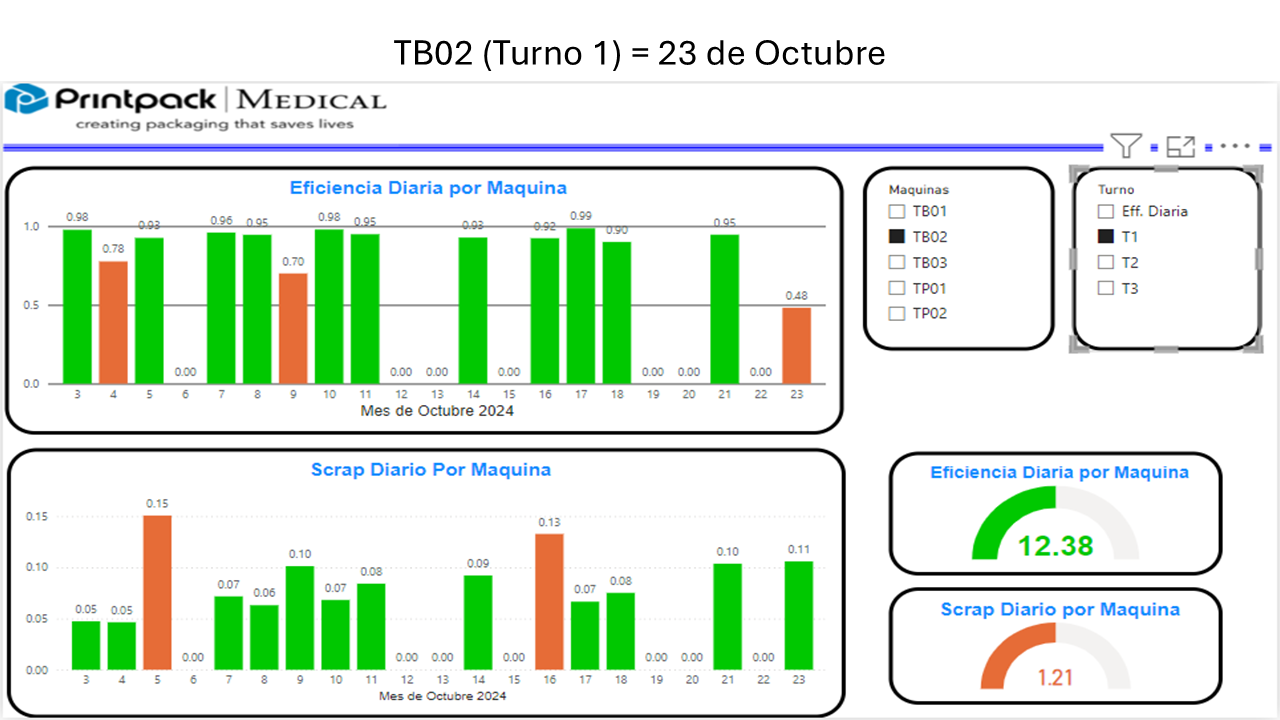 TB02 (Turno 1) = 23 de Octubre
Printpack | MEDICAL
creating packaging that saves lives
Eficiencia Diaria por Maquina
1.0
0.5
0.0
0.98
0.78
0.93
0.00
0.96
0.95
0.70
0.98
0.95
0.00
0.00
0.93
0.00
0.92
0.99
0.90
0.00
0.00
0.95
0.00
0.48
3 4 5 6 7 8 9 10 11 12 13 14 15 16 17 18 19 20 21 22 23
Mes de Octubre 2024
Maquinas
TB01
TB02
TB03
TP01
TP02
Turno
Eff. Diaria
T1
T2
T3
Scrap Diario Por Maquina
0.15
0.10
0.05
0.00
0.05
0.05
0.15
0.00
0.07
0.06
0.10
0.07
0.08
0.00
0.00
0.09
0.00
0.13
0.07
0.08
0.00
0.00
0.10
0.00
0.11
3 4 5 6 7 8 9 10 11 12 13 14 15 16 17 18 19 20 21 22 23
Mes de Octubre 2024
Eficiencia Diaria por Maquina
12.38
Scrap Diario por Maquina
1.21